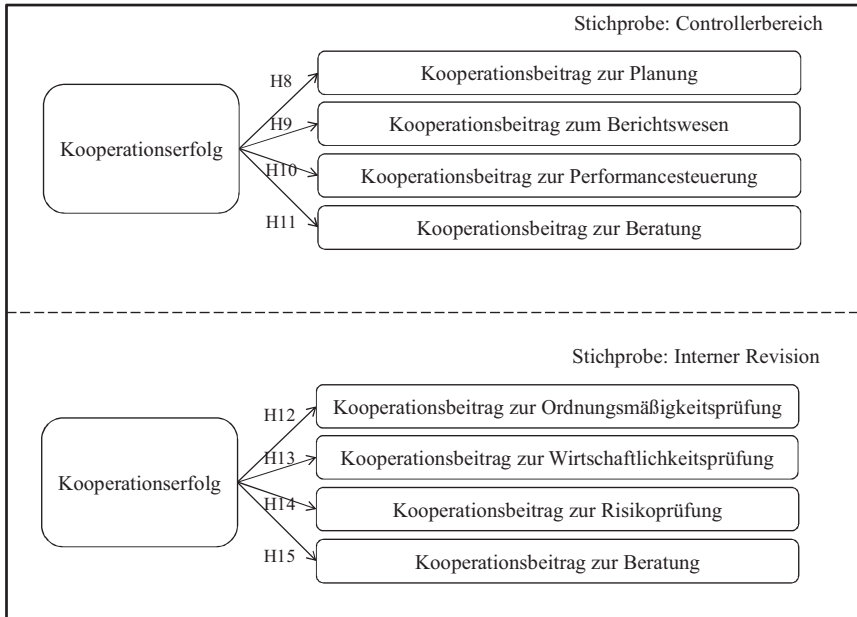 Stichprobe: Controllerbereich
H8
Kooperationsbeitrag zur Planung
H9
Kooperationsbeitrag zum Berichtswesen
Kooperationserfolg
H10
Kooperationsbeitrag zur Performancesteuerung
H11
Kooperationsbeitrag zur Beratung
Stichprobe: Interner Revision
H12
Kooperationsbeitrag zur Ordnungsmäßigkeitsprüfung
H13
Kooperationsbeitrag zur Wirtschaftlichkeitsprüfung
Kooperationserfolg
H14
Kooperationsbeitrag zur Risikoprüfung
H15
Kooperationsbeitrag zur Beratung